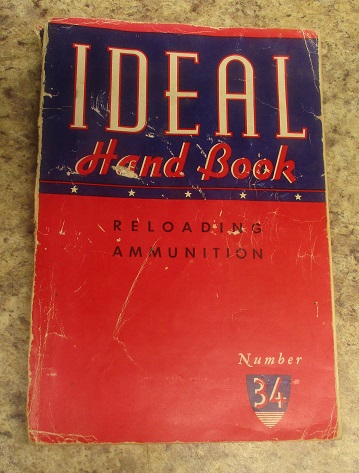 IDEAL
Hand Book
RELOADING
AMMUNITION
Number
34